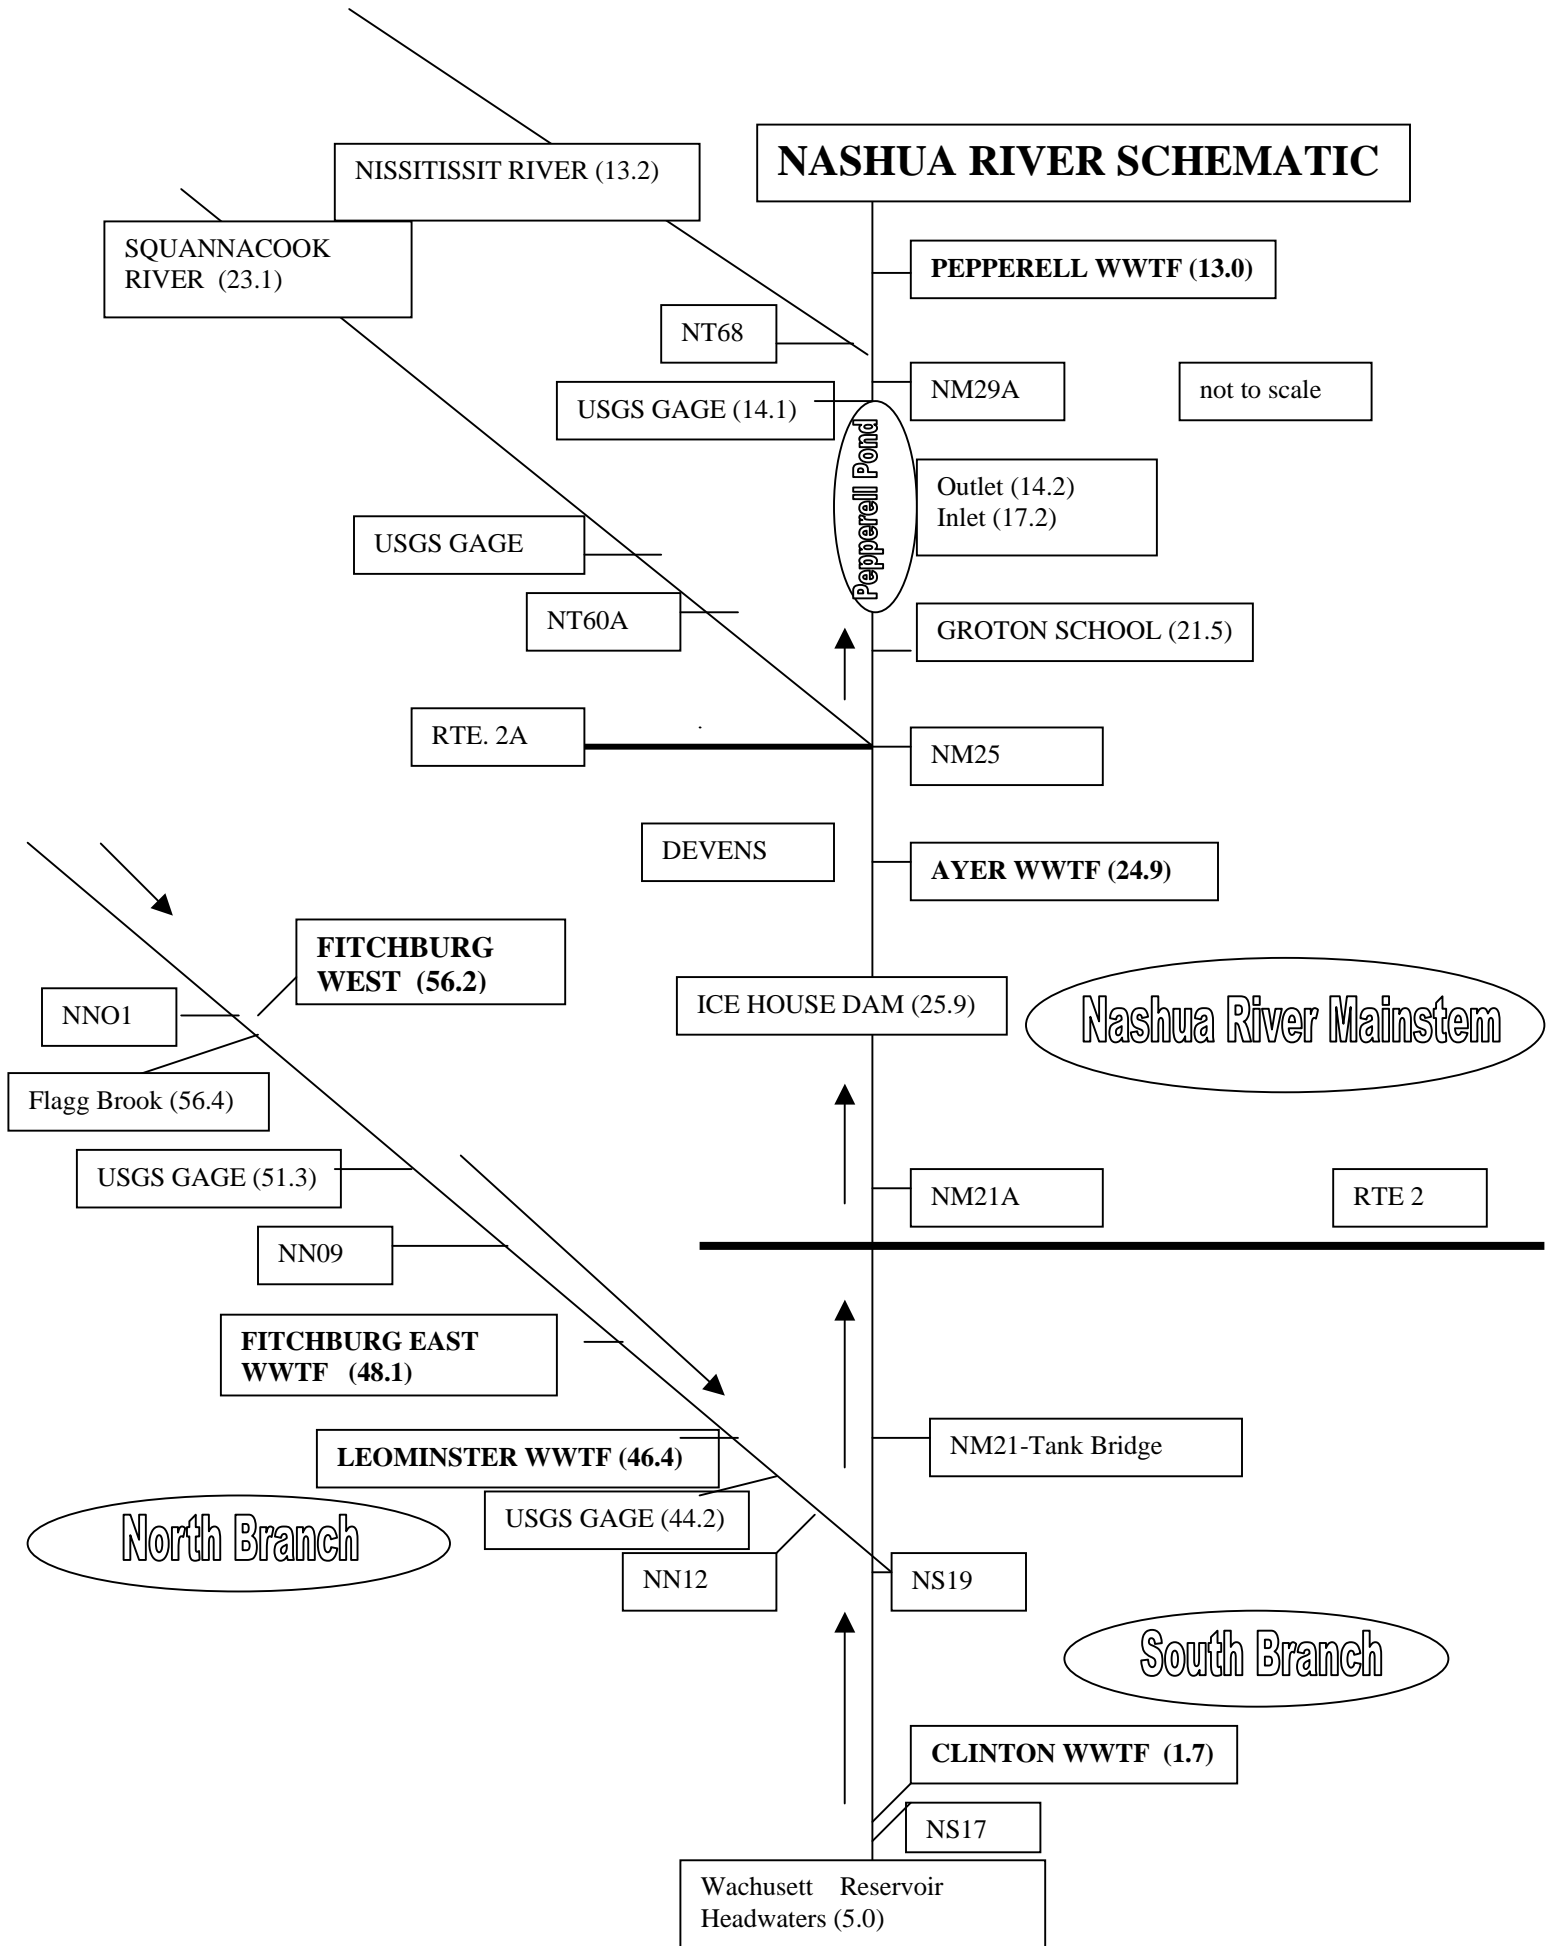 NASHUA RIVER SCHEMATIC
NISSITISSIT RIVER (13.2)
SQUANNACOOK
RIVER (23.1)
PEPPERELL WWTF (13.0)
NT68
NM29A
not to scale
USGS GAGE (14.1)
Pepperell Pond
Outlet (14.2)
Inlet (17.2)
USGS GAGE
NT60A
GROTON SCHOOL (21.5)
RTE. 2A
NM25
DEVENS
AYER WWTF (24.9)
FITCHBURG
WEST (56.2)
NNO1
ICE HOUSE DAM (25.9)
Nashua River Mainstem
Flagg Brook (56.4)
USGS GAGE (51.3)
NM21A
RTE 2
NN09
FITCHBURG EAST
WWTF (48.1)
LEOMINSTER WWTF (46.4)
NM21-Tank Bridge
USGS GAGE (44.2)
North Branch
NN12
NS19
South Branch
CLINTON WWTF (1.7)
NS17
Wachusett Reservoir
Headwaters (5.0)